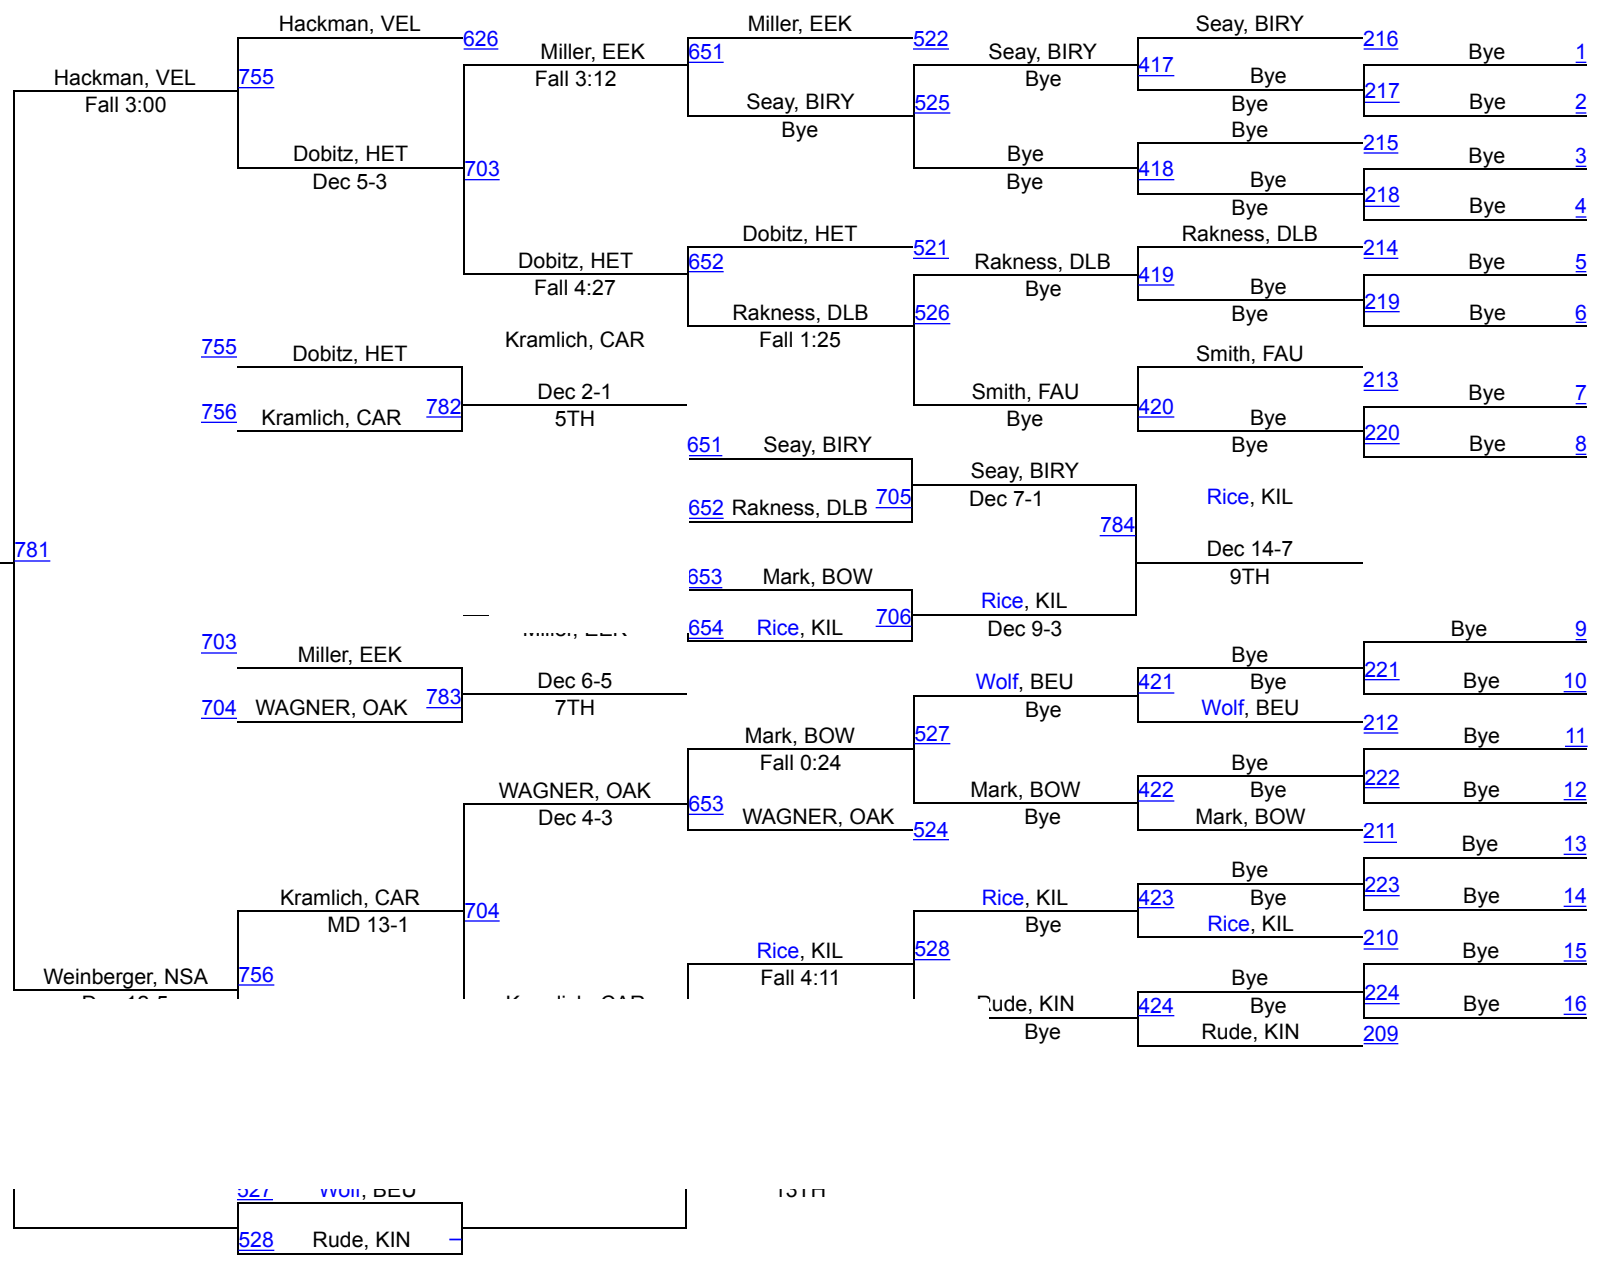 Hackman, VEL
626
Miller, EEK
522
Seay, BIRY
216
Bye
1
Miller, EEK
651
Seay, BIRY
417
Hackman, VEL
755
Fall 3:12
Bye
Bye
217
Fall 3:00
Seay, BIRY
525
Bye
Bye
2
Bye
Bye
215
Dobitz, HET
703
Bye
418
Bye
3
Dec 5-3
Bye
Bye
218
Bye
Bye
4
Dobitz, HET
521
Rakness, DLB
214
Dobitz, HET
652
Rakness, DLB
419
Bye
5
Fall 4:27
Bye
Bye
219
Rakness, DLB
526
Bye
Bye
6
Kramlich, CAR
Fall 1:25
755
Dobitz, HET
Smith, FAU
213
Dec 2-1
Smith, FAU
420
Bye
7
756
Kramlich, CAR
782
5TH
Bye
Bye
220
651
Seay, BIRY
Bye
Bye
8
Seay, BIRY
652
Rakness, DLB
705
Dec 7-1
Rice, KIL
784
781
Dec 14-7
653
Mark, BOW
9TH
Rice, KIL
654
Rice, KIL
706
Dec 9-3
Bye
9
703
Miller, EEK
Bye
221
Dec 6-5
Wolf, BEU
421
Bye
Bye
10
704
WAGNER, OAK
783
7TH
Bye
Wolf, BEU
212
Mark, BOW
527
Bye
11
Fall 0:24
Bye
222
WAGNER, OAK
653
Mark, BOW
422
Bye
Bye
12
Dec 4-3
WAGNER, OAK
524
Bye
Mark, BOW
211
Bye
13
Bye
223
Kramlich, CAR
704
Rice, KIL
423
Bye
Bye
14
MD 13-1
Bye
Rice, KIL
210
Rice, KIL
528
Bye
15
Weinberger, NSA
756
Fall 4:11
Bye
224
Rude, KIN
424
Bye
Bye
16
Bye
Rude, KIN
209
527
Wolf, BEU
13TH
528
Rude, KIN